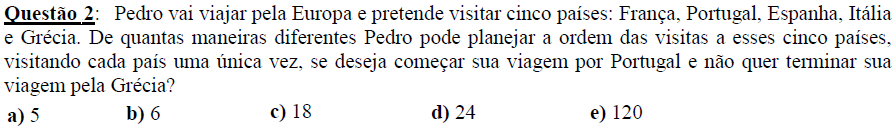 Questão 2: Pedro vai viajar pela Europa e pretende visitar cinco países: França, Portugal, Espanha, Itália
e Grécia. De quantas maneiras diferentes Pedro pode planejar a ordem das visitas a esses cinco países,
visitando cada país uma única vez, se deseja começar sua viagem por Portugal e não quer terminar sua
viagem pela Grécia?
a) 5 b) 6 c) 18 d) 24 e) 120